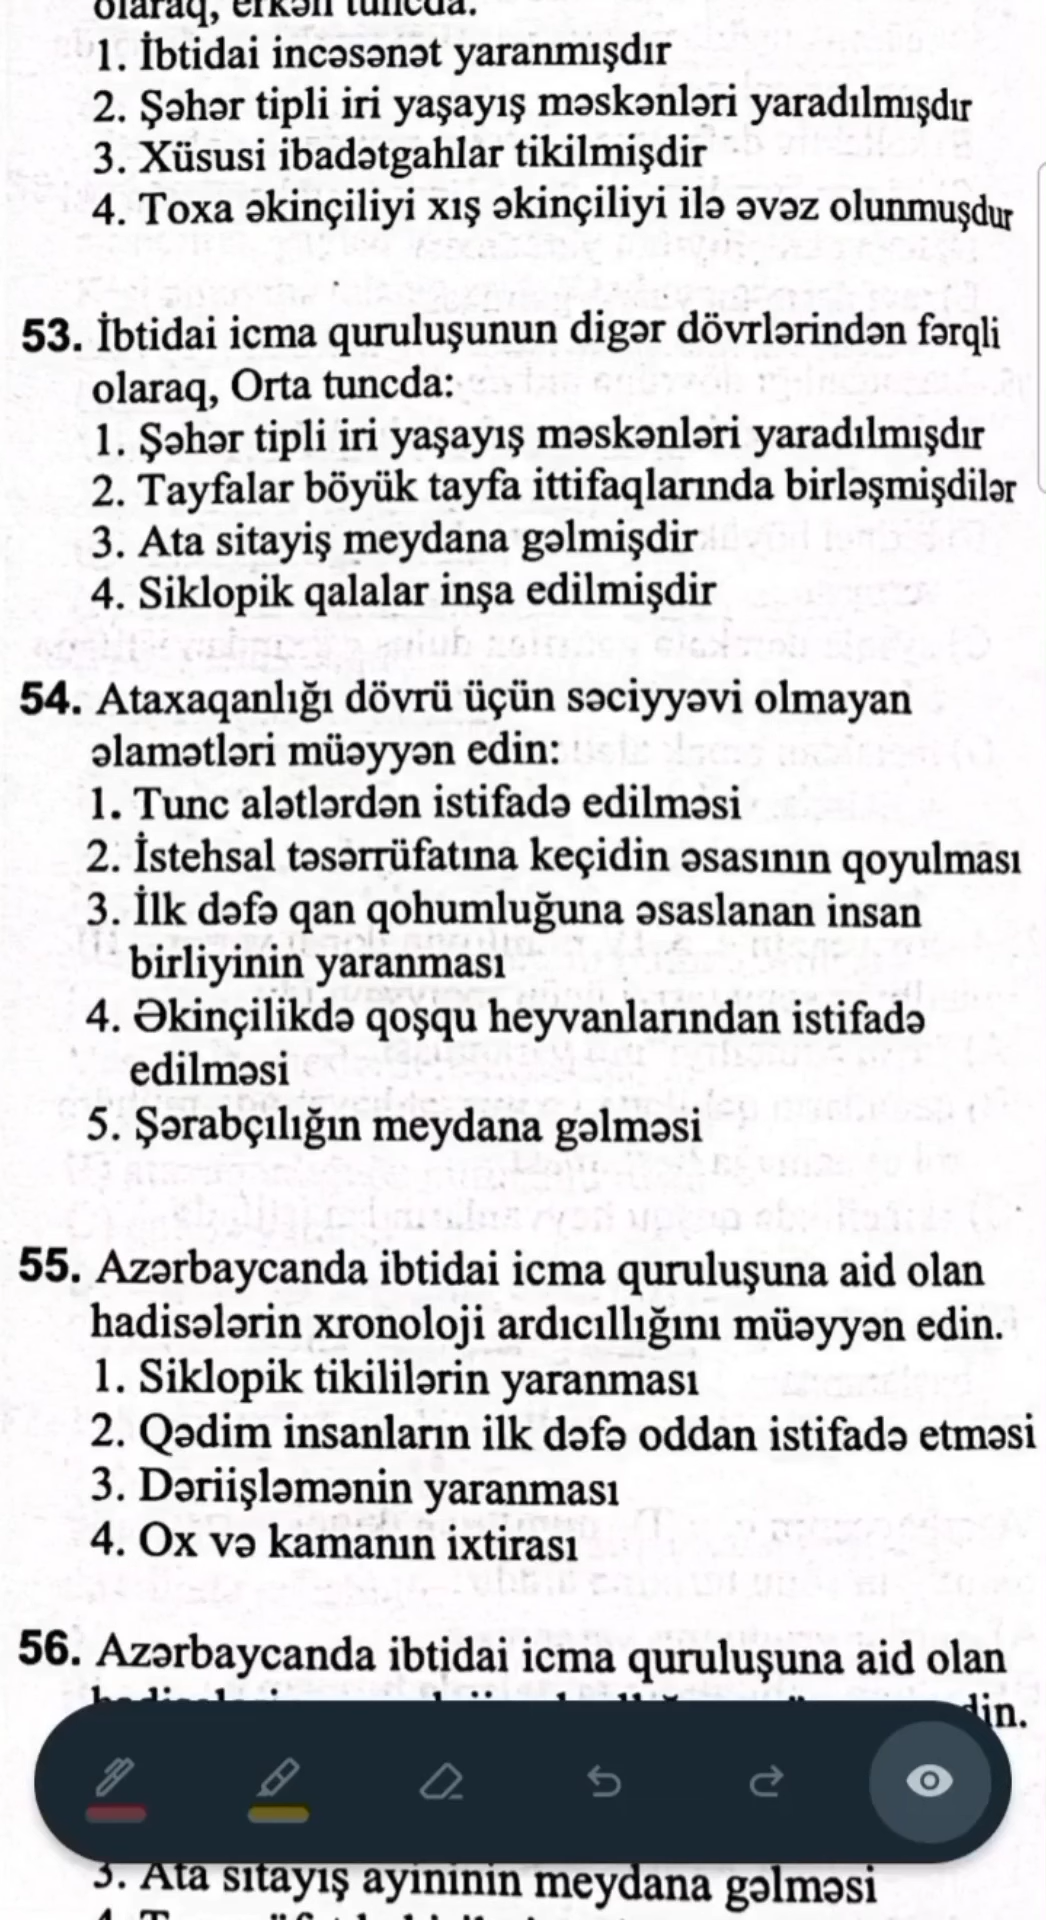 olaraq, erkən tuncda:
1. İbtidai incəsənət yaranmışdır
2. Şəhər tipli iri yaşayış məskənləri yaradılmışdır
3. Xüsusi ibadətgahlar tikilmişdir
4. Toxa əkinçiliyi xış əkinçiliyi ilə əvəz olunmuşdur
53. İbtidai icma quruluşunun digər dövrlərindən fərqli
olaraq, Orta tuncda:
1. Şəhər tipli iri yaşayış məskənləri yaradılmışdır
2. Tayfalar böyük tayfa ittifaqlarında birləşmişdilər
3. Ata sitayiş meydana gəlmişdir
4. Siklopik qalalar inşa edilmişdir
54. Ataxaqanlığı dövrü üçün səciyyəvi olmayan
əlamətləri müəyyən edin:
1. Tunc alətlərdən istifadə edilməsi
2. İstehsal təsərrüfatına keçidin əsasının qoyulması
3. İlk dəfə qan qohumluğuna əsaslanan insan
birliyinin yaranması
4. Əkinçilikdə qoşqu heyvanlarından istifadə
edilməsi
5. Şərabçılığın meydana gəlməsi
55. Azərbaycanda ibtidai icma quruluşuna aid olan
hadisələrin xronoloji ardıcıllığını müəyyən edin.
1. Siklopik tikililərin yaranması
2. Qədim insanların ilk dəfə oddan istifadə etməsi
3. Dəriişləmənin yaranması
4. Ox və kamanın ixtirası
56. Azərbaycanda ibtidai icma quruluşuna aid olan
3. Ata sitayiş ayininin meydana gəlməsi